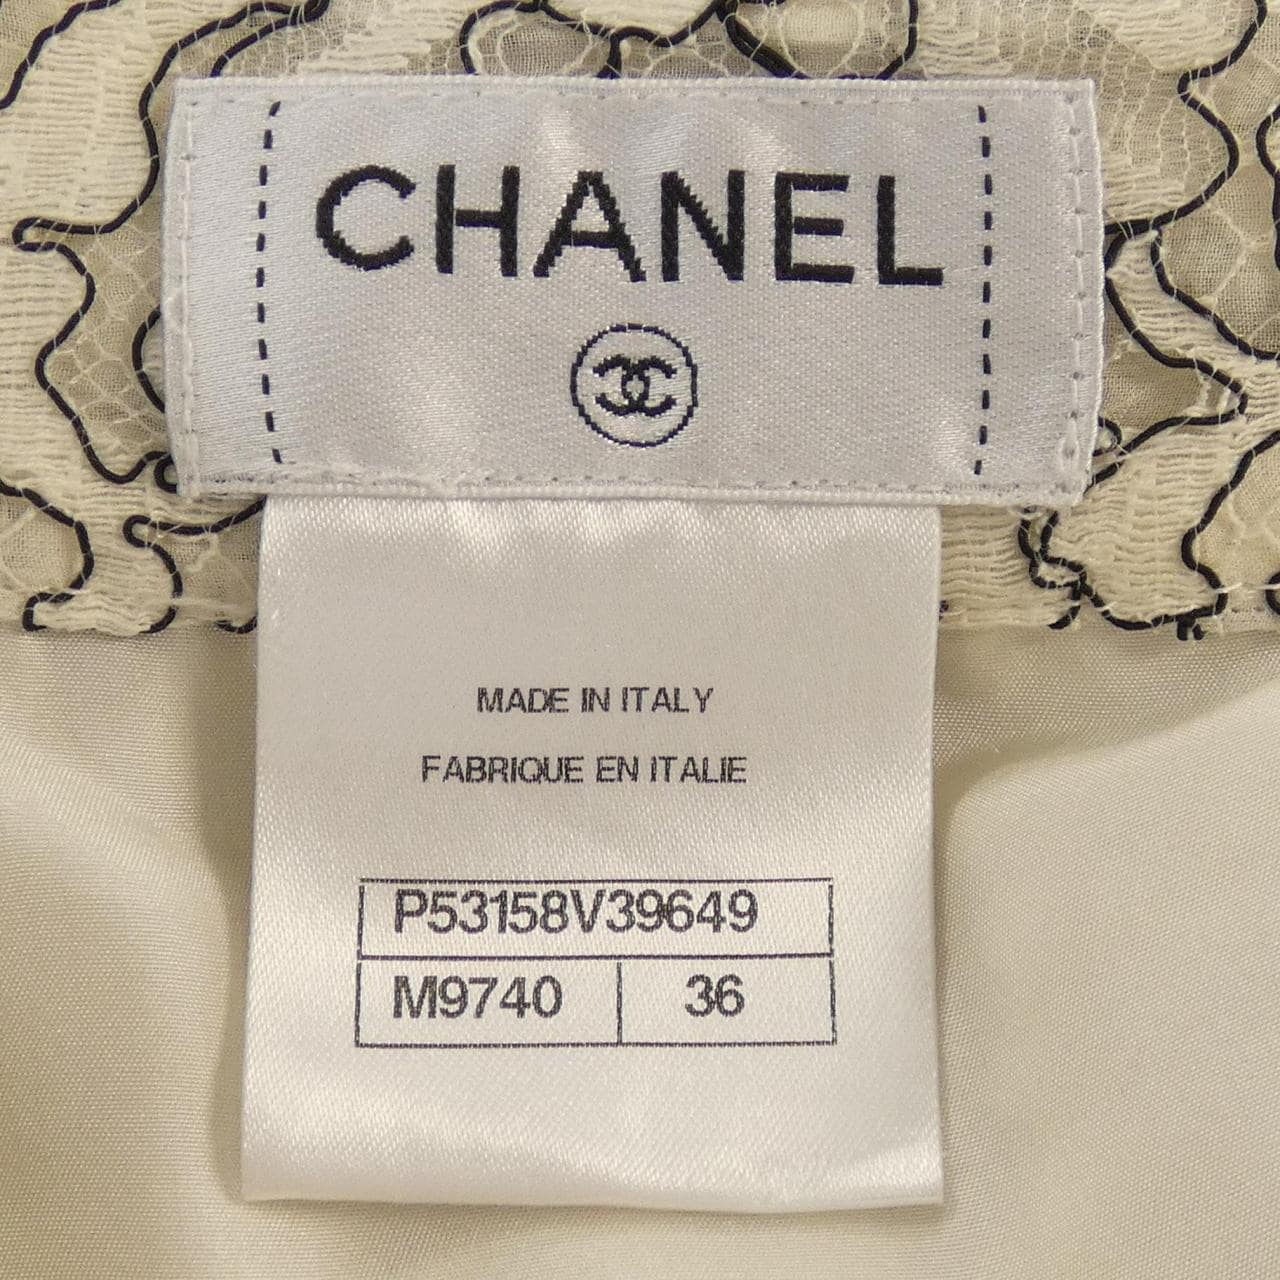 CHANEL
MADE IN ITALY
FABRIQUE EN ITALIE
P53158V39649
M9740 36